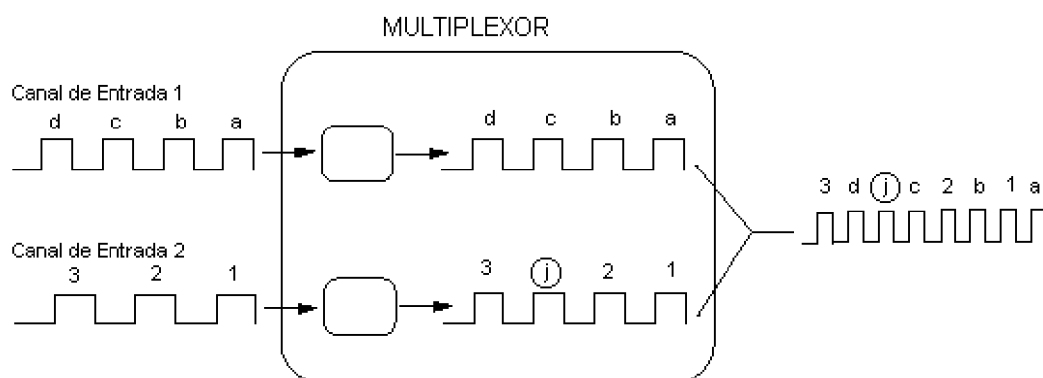 MULTIPLEXOR
Canal de Entrada 1
d c b a
d c b a
3 d j c 2 b 1 a
Canal de Entrada 2
3 2 1
3 j 2 1